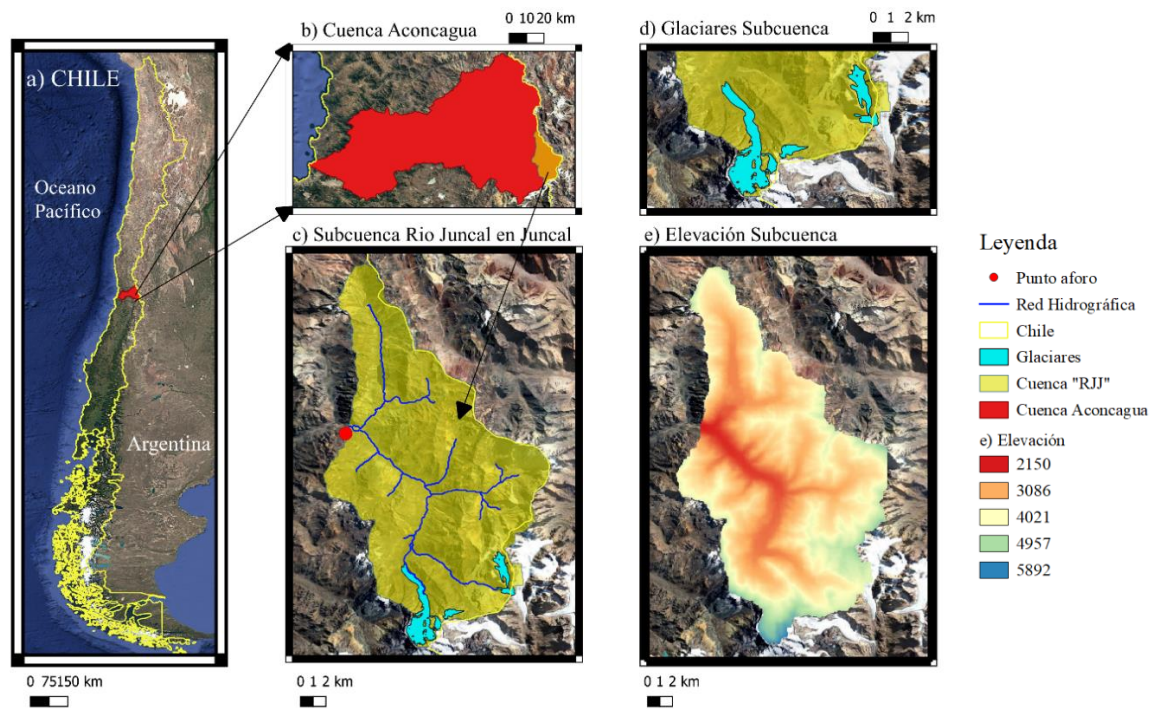 0 10 20 km
b) Cuenca Aconcagua
0 1 2 km
d) Glaciares Subcuenca
a) CHILE
Oceano
Pacífico
Argentina
c) Subcuenca Rio Juncal en Juncal
e) Elevación Subcuenca
Leyenda
Punto aforo
Red Hidrográfica
Chile
Glaciares
Cuenca "RJJ"
Cuenca Aconcagua
e) Elevación
2150
3086
4021
4957
5892
0 75150 km
0 1 2 km
0 1 2 km